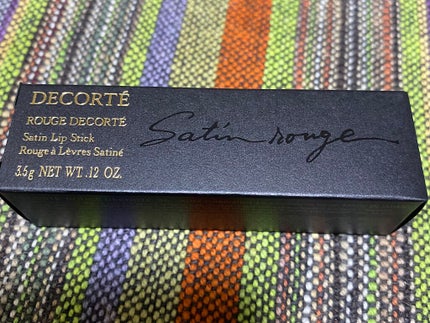 DECORTÉ
ROUGE DECORTÉ
Satin Lip Stick
Rouge à Lèvres Satiné
3.5g NET WT. .12 OZ.
Satin rouge